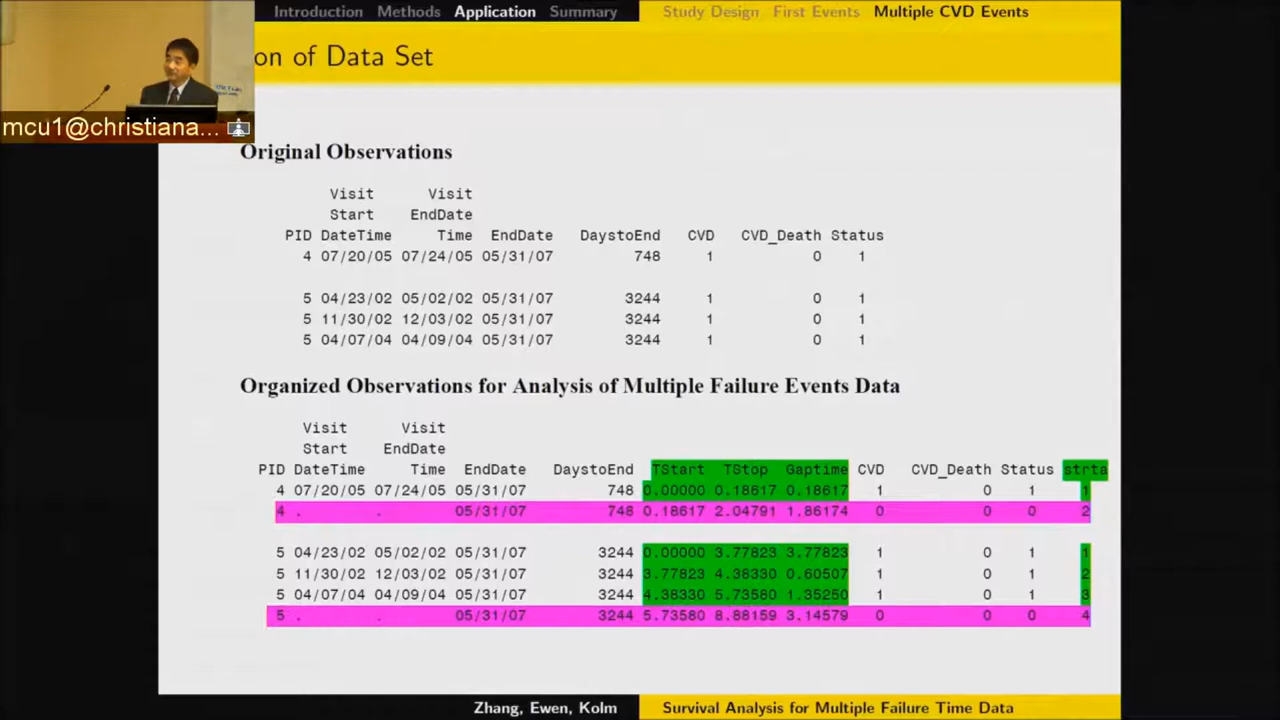 Introduction Methods Application Summary Study Design First Events Multiple CVD Events
on of Data Set
mcu1@christiana...
Original Observations
Visit Visit
Start EndDate
PID DateTime Time EndDate DaystoEnd CVD CVD_Death Status
4 07/20/05 07/24/05 05/31/07 748 1 0 1
5 04/23/02 05/02/02 05/31/07 3244 1 0 1
5 11/30/02 12/03/02 05/31/07 3244 1 0 1
5 04/07/04 04/09/04 05/31/07 3244 1 0 1
Organized Observations for Analysis of Multiple Failure Events Data
Visit Visit
Start EndDate
PID DateTime Time EndDate DaystoEnd TStart TStop Gaptime CVD CVD_Death Status strta
4 07/20/05 07/24/05 05/31/07 748 0.00000 0.18617 0.18617 1 0 1 1
4 . . 05/31/07 748 0.18617 2.04791 1.86174 0 0 0 2
5 04/23/02 05/02/02 05/31/07 3244 0.00000 3.77823 3.77823 1 0 1 1
5 11/30/02 12/03/02 05/31/07 3244 3.77823 4.38330 0.60507 1 0 1 2
5 04/07/04 04/09/04 05/31/07 3244 4.38330 5.73580 1.35250 1 0 1 3
5 . . 05/31/07 3244 5.73580 8.88159 3.14579 0 0 0 4
Zhang, Ewen, Kolm Survival Analysis for Multiple Failure Time Data